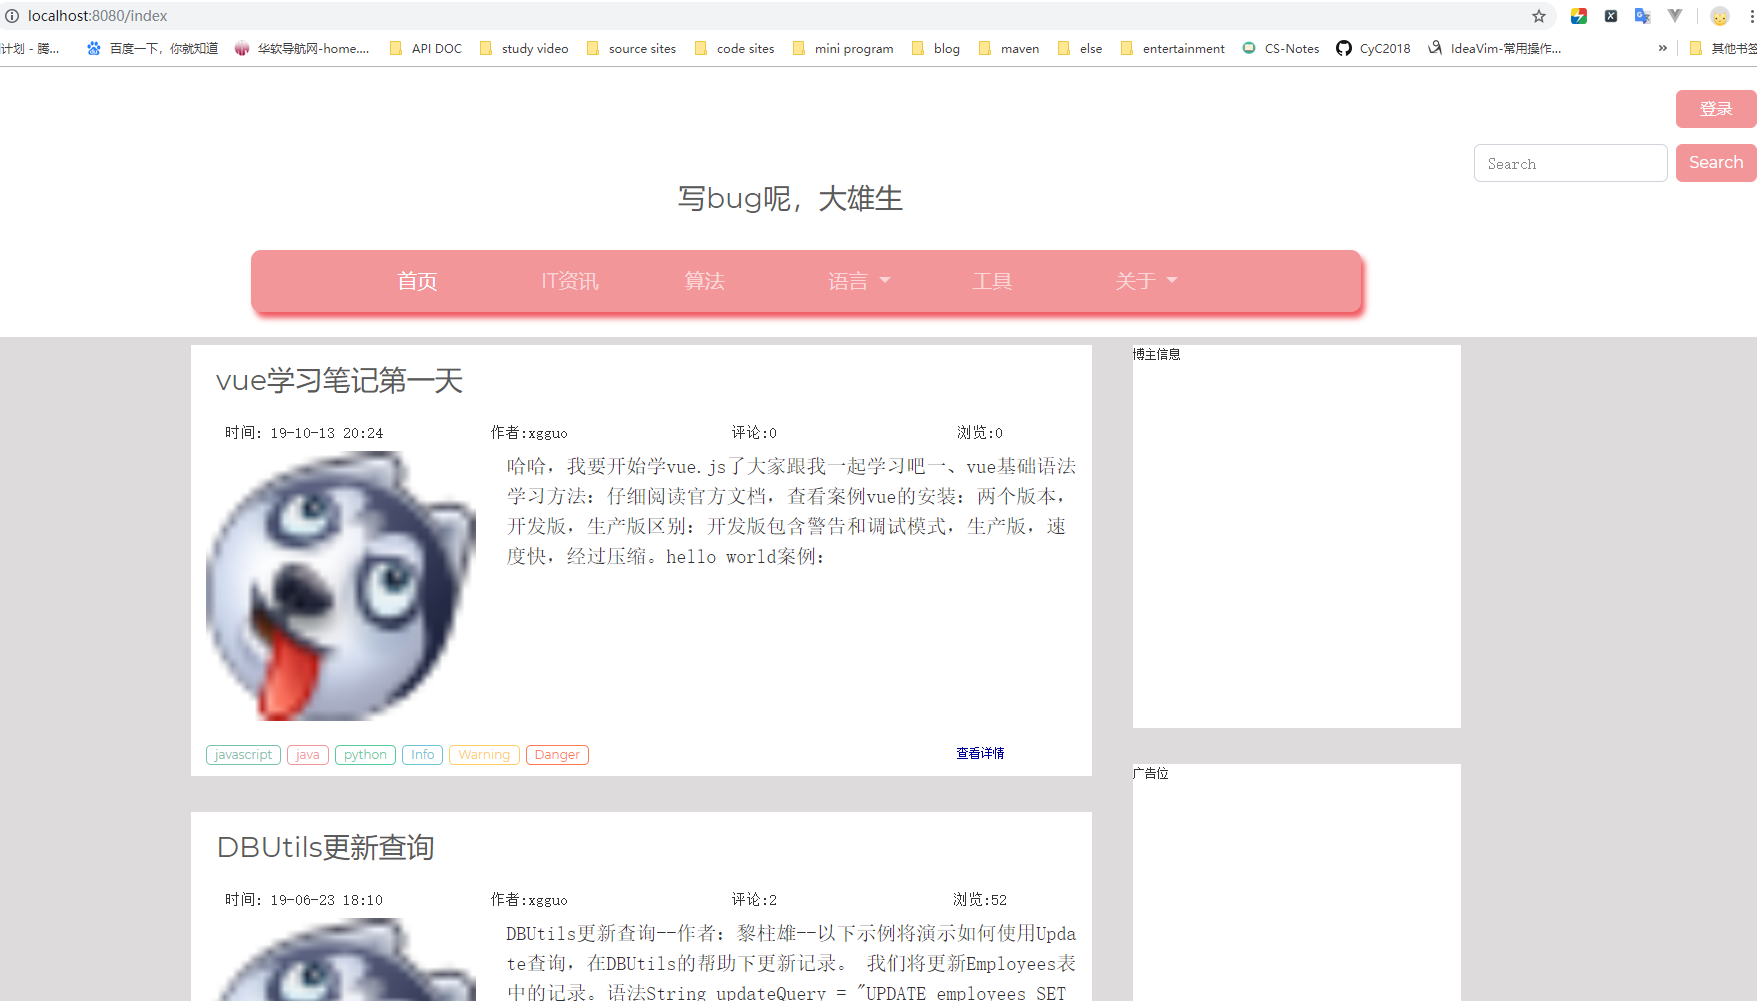 localhost:8080/index
计划 - 腾... 百度一下，你就知道 华软导航网-home.... API DOC study video source sites code sites mini program blog maven else entertainment CS-Notes CyC2018 IdeaVim-常用操作... » 其他书签
登录
Search Search
写bug呢，大雄生
首页 IT资讯 算法 语言 工具 关于
vue学习笔记第一天
时间：19-10-13 20:24 作者:xgguo 评论:0 浏览:0
哈哈，我要开始学vue.js了大家跟我一起学习吧一、vue基础语法
学习方法：仔细阅读官方文档，查看案例vue的安装：两个版本，
开发版，生产版区别：开发版包含警告和调试模式，生产版，速
度快，经过压缩。hello world案例：
javascript java python Info Warning Danger 查看详情
博主信息
广告位
DBUtils更新查询
时间：19-06-23 18:10 作者:xgguo 评论:2 浏览:52
DBUtils更新查询--作者：黎柱雄--以下示例将演示如何使用Upda
te查询，在DBUtils的帮助下更新记录。 我们将更新Employees表
中的记录。语法String updateQuery = "UPDATE employees SET